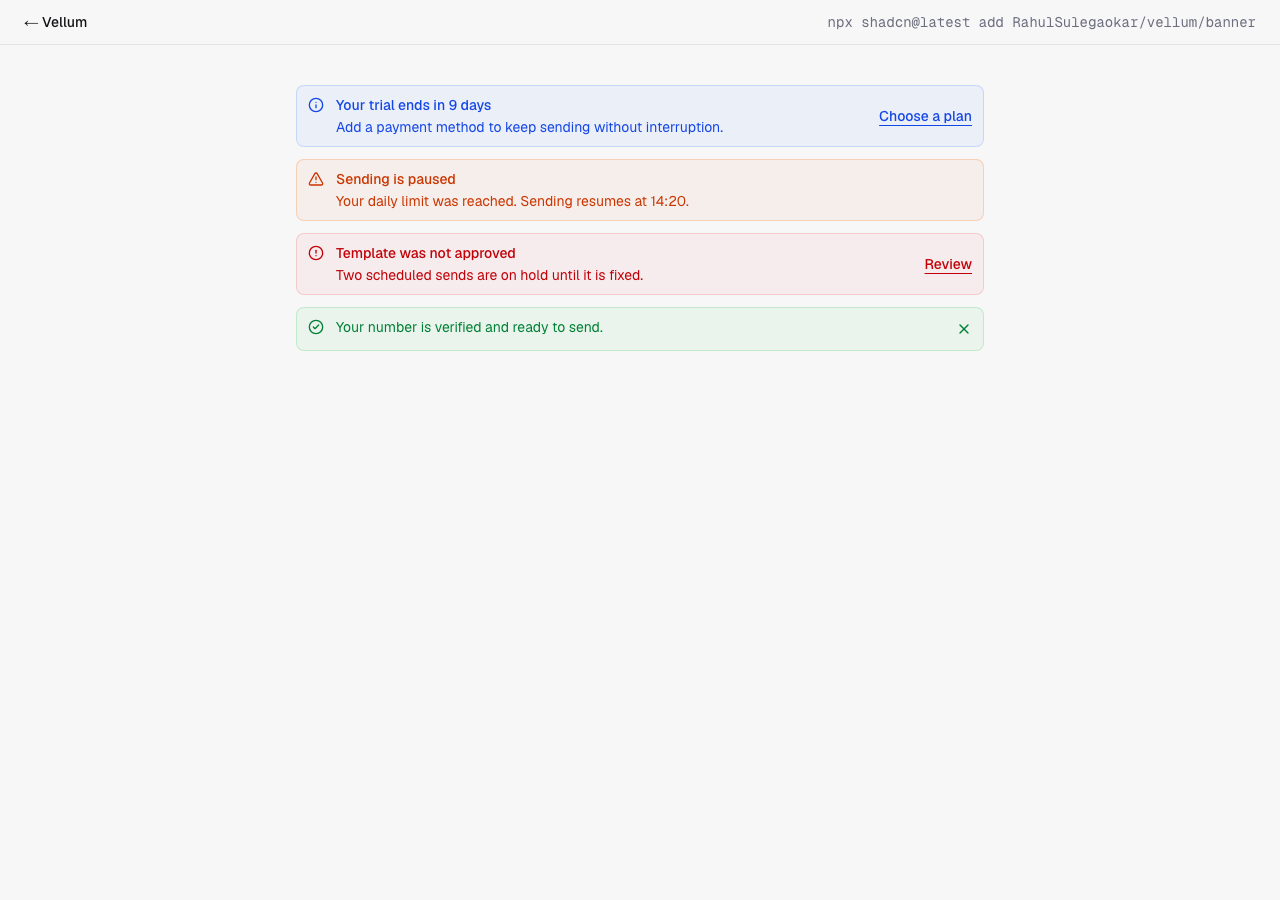 ← Vellum
npx shadcn@latest add RahulSulegaokar/vellum/banner
Your trial ends in 9 days
Add a payment method to keep sending without interruption.
Choose a plan
Sending is paused
Your daily limit was reached. Sending resumes at 14:20.
Template was not approved
Two scheduled sends are on hold until it is fixed.
Review
Your number is verified and ready to send.